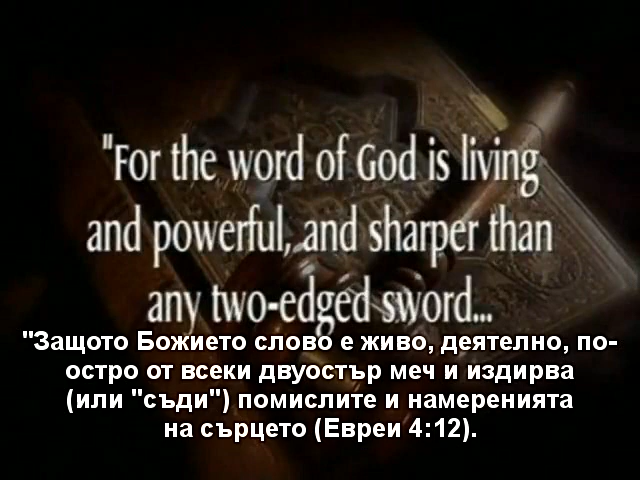 "For the word of God is living
and powerful, and sharper than
any two-edged sword...
"Защото Божието слово е живо, деятелно, по-
остро от всеки двуостър меч и издирва
(или "съди") помислите и намеренията
на сърцето (Евреи 4:12).